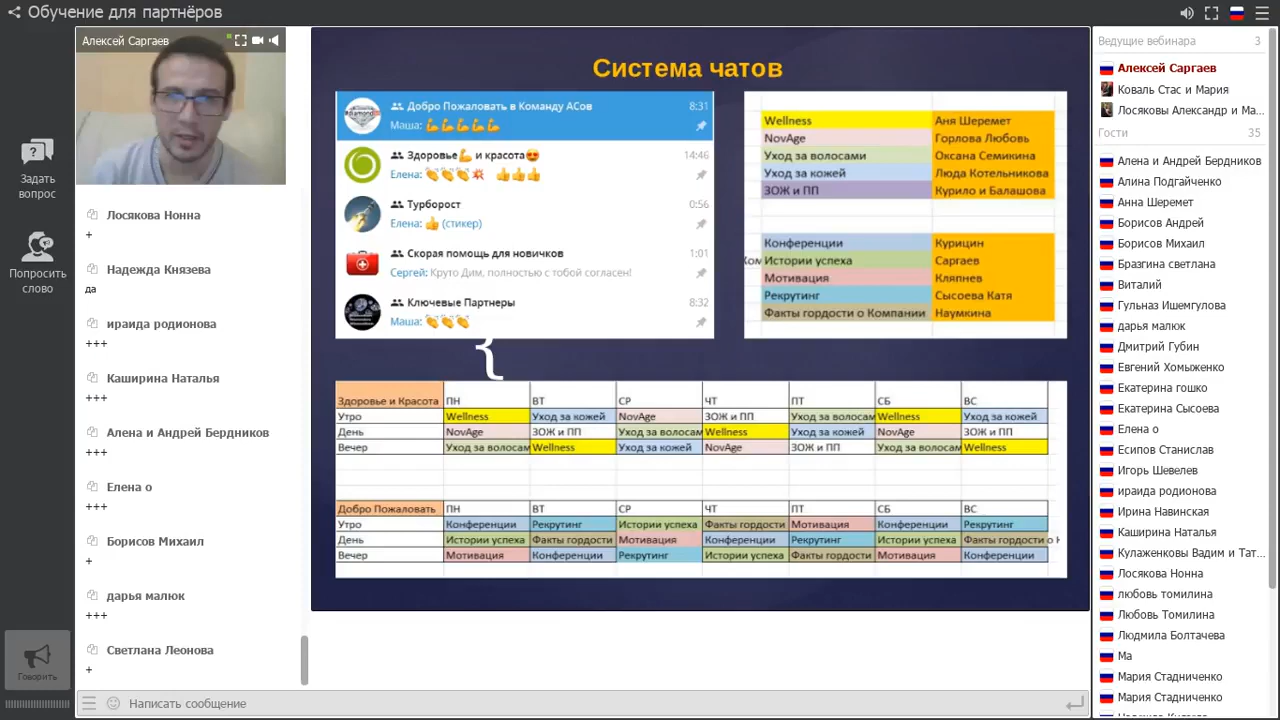 Обучение для партнёров
Задать
вопрос
Попросить
слово
Говорить
Алексей Саргаев
Лосякова Нонна
+
Надежда Князева
да
ираида родионова
+++
Каширина Наталья
+++
Алена и Андрей Бердников
+++
Елена о
+++
Борисов Михаил
+
дарья малюк
+++
Светлана Леонова
+
Написать сообщение
Система чатов
Добро Пожаловать в Команду АСов 8:31
Маша: 💪💪💪💪💪
Здоровье💪 и красота😍 14:46
Елена: 👏👏👏💥 👍👍👍
Турборост 0:56
Елена: 👍 (стикер)
Скорая помощь для новичков 1:01
Сергей: Круто Дим, полностью с тобой согласен!
Ключевые Партнеры 8:32
Маша: 👏👏👏
Wellness Аня Шеремет
NovAge Горлова Любовь
Уход за волосами Оксана Семикина
Уход за кожей Люда Котельникова
ЗОЖ и ПП Курило и Балашова
Конференции Курицин
Ком Истории успеха Саргаев
Мотивация Кляпнев
Рекрутинг Сысоева Катя
Факты гордости о Компании Наумкина
{
Здоровье и Красота ПН ВТ СР ЧТ ПТ СБ ВС
Утро Wellness Уход за кожей NovAge ЗОЖ и ПП Уход за волосам Wellness Уход за кожей
День NovAge ЗОЖ и ПП Уход за волосам Wellness Уход за кожей NovAge ЗОЖ и ПП
Вечер Уход за волосам Wellness Уход за кожей NovAge ЗОЖ и ПП Уход за волосам Wellness
Добро Пожаловать ПН ВТ СР ЧТ ПТ СБ ВС
Утро Конференции Рекрутинг Истории успеха Факты гордости Мотивация Конференции Рекрутинг
День Истории успеха Факты гордости Мотивация Конференции Рекрутинг Истории успеха Факты гордости о К
Вечер Мотивация Конференции Рекрутинг Истории успеха Факты гордости Мотивация Конференции
Ведущие вебинара 3
Алексей Саргаев
Коваль Стас и Мария
Лосяковы Александр и Ма...
Гости 35
Алена и Андрей Бердников
Алина Подгайченко
Анна Шеремет
Борисов Андрей
Борисов Михаил
Бразгина светлана
Виталий
Гульназ Ишемгулова
дарья малюк
Дмитрий Губин
Евгений Хомыженко
Екатерина гошко
Екатерина Сысоева
Елена о
Есипов Станислав
Игорь Шевелев
ираида родионова
Ирина Навинская
Каширина Наталья
Кулаженковы Вадим и Тат...
Лосякова Нонна
любовь томилина
Любовь Томилина
Людмила Болтачева
Ма
Мария Стадниченко
Мария Стадниченко